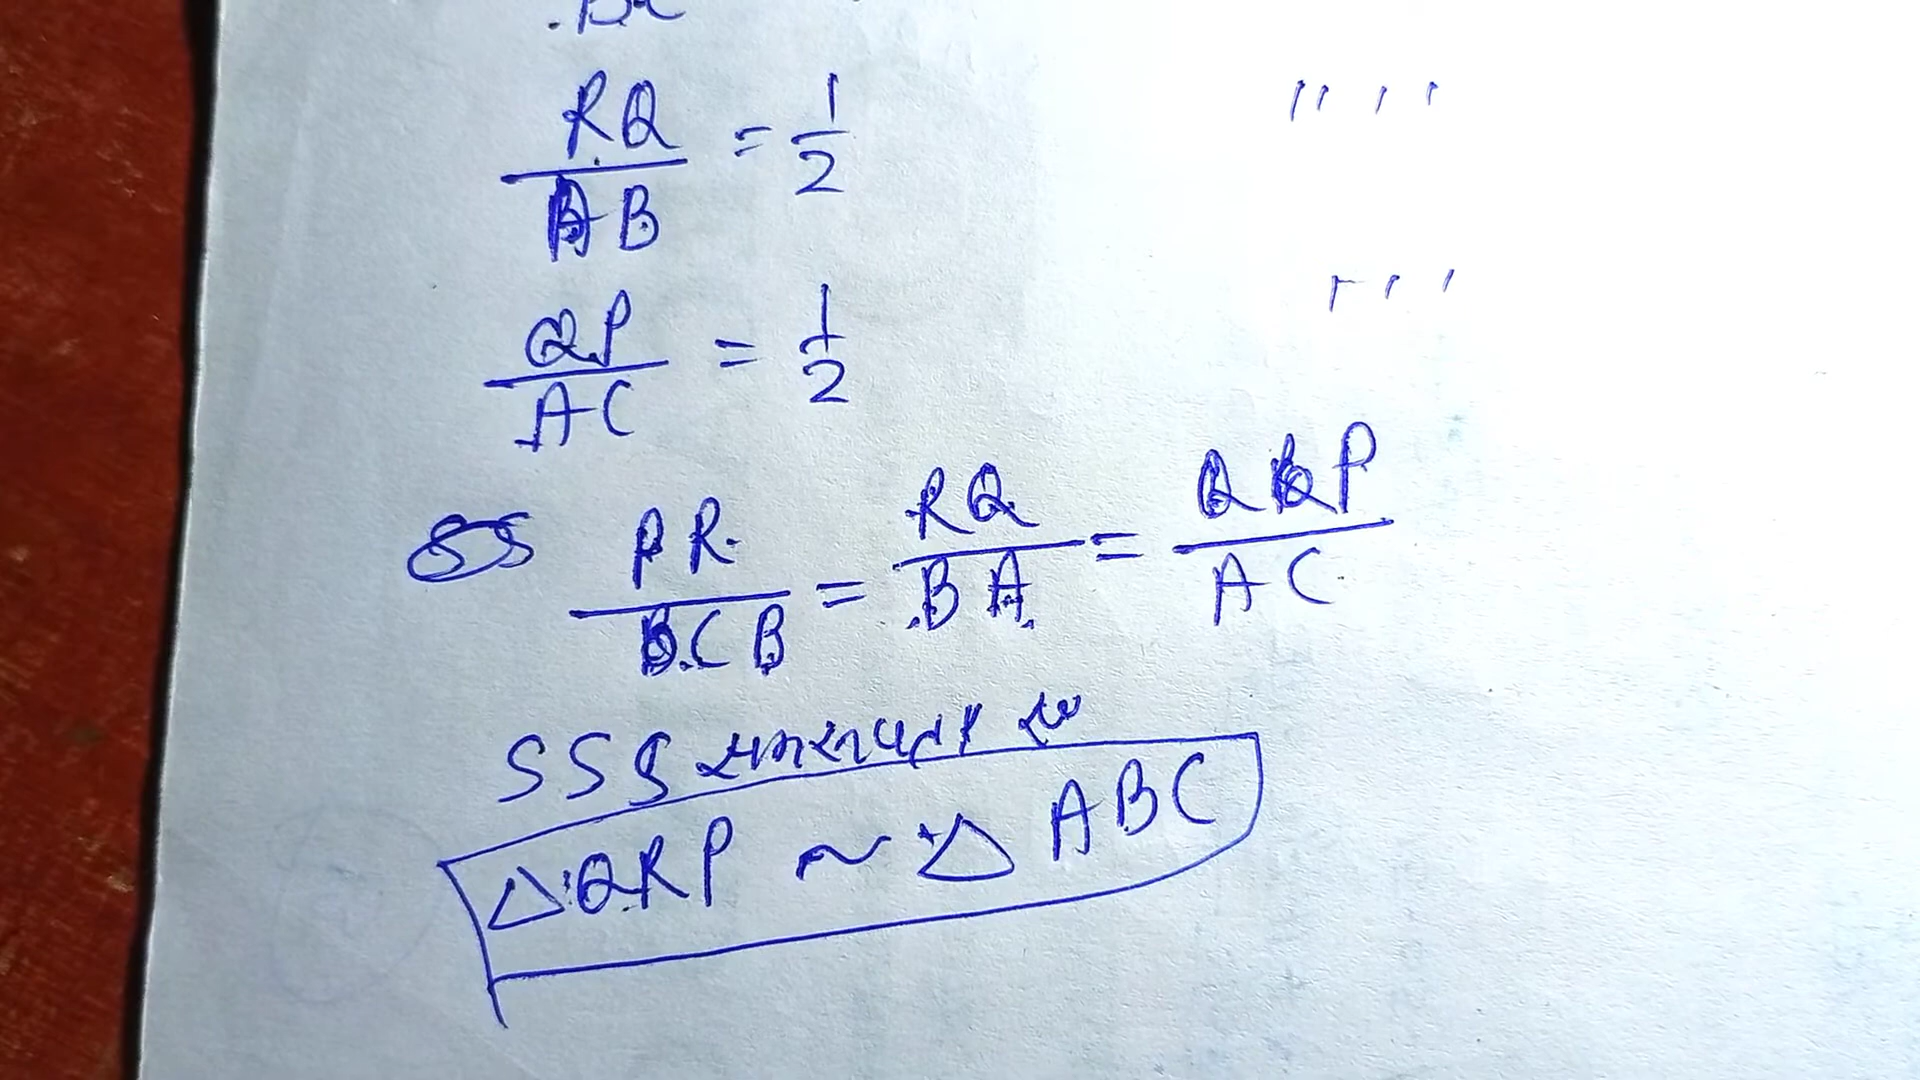 RQ/AB = 1/2
QP/AC = 1/2
PR/CB = RQ/BA = QP/AC
SSS समरूपता से
△QRP ~ △ABC